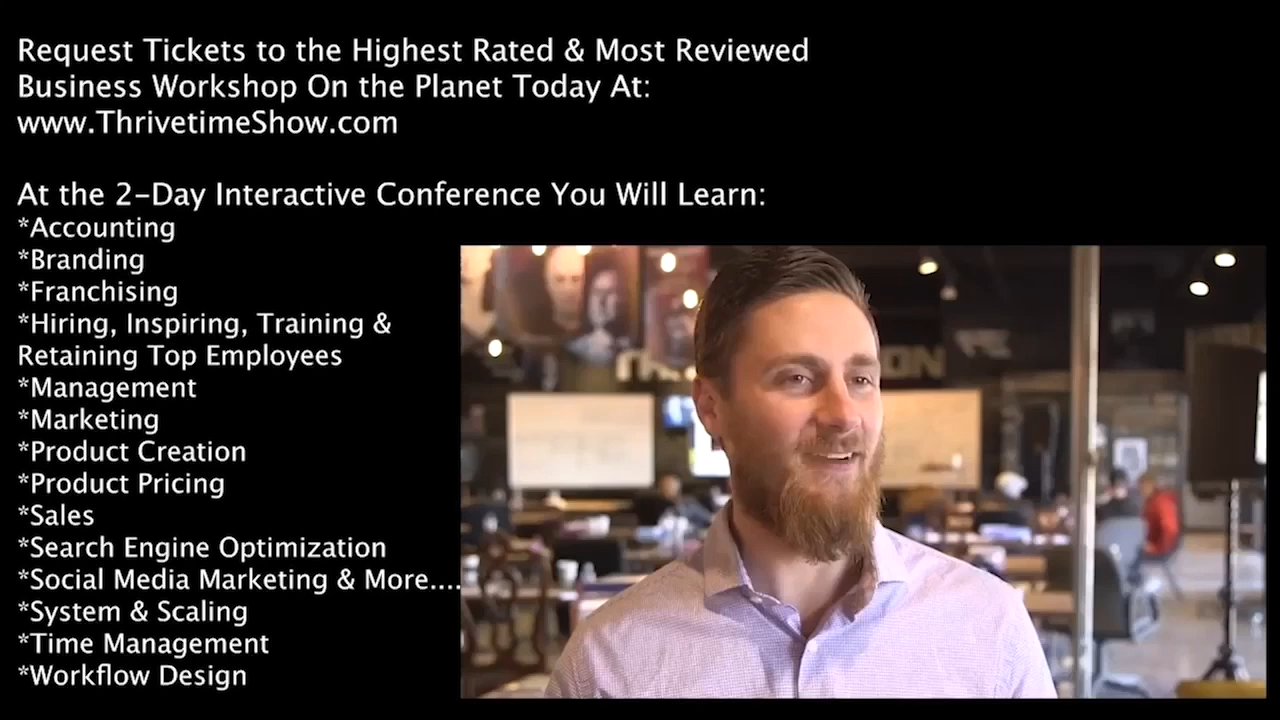 Request Tickets to the Highest Rated & Most Reviewed
Business Workshop On the Planet Today At:
www.ThrivetimeShow.com
At the 2-Day Interactive Conference You Will Learn:
*Accounting
*Branding
*Franchising
*Hiring, Inspiring, Training &
Retaining Top Employees
*Management
*Marketing
*Product Creation
*Product Pricing
*Sales
*Search Engine Optimization
*Social Media Marketing & More....
*System & Scaling
*Time Management
*Workflow Design